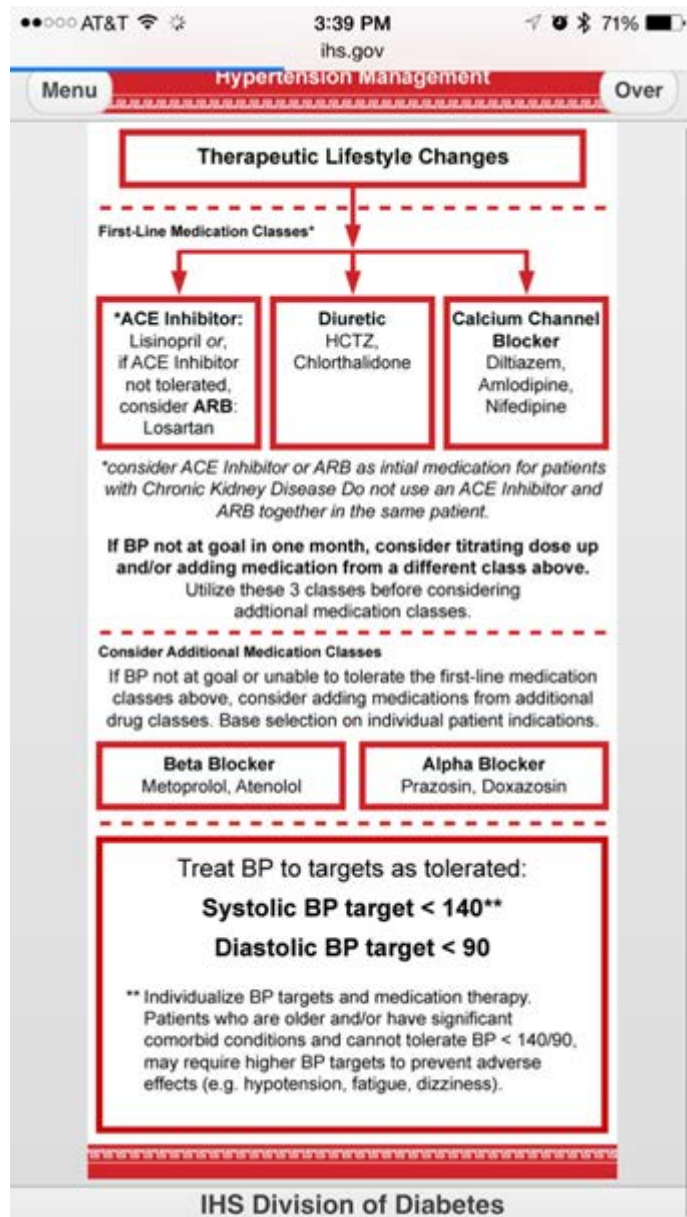 AT&T 3:39 PM 71%
ihs.gov
Menu Hypertension Management Over
Therapeutic Lifestyle Changes
First-Line Medication Classes*
*ACE Inhibitor:
Lisinopril or,
if ACE Inhibitor
not tolerated,
consider ARB:
Losartan
Diuretic
HCTZ,
Chlorthalidone
Calcium Channel
Blocker
Diltiazem,
Amlodipine,
Nifedipine
*consider ACE Inhibitor or ARB as intial medication for patients
with Chronic Kidney Disease Do not use an ACE Inhibitor and
ARB together in the same patient.
If BP not at goal in one month, consider titrating dose up
and/or adding medication from a different class above.
Utilize these 3 classes before considering
addtional medication classes.
Consider Additional Medication Classes
If BP not at goal or unable to tolerate the first-line medication
classes above, consider adding medications from additional
drug classes. Base selection on individual patient indications.
Beta Blocker
Metoprolol, Atenolol
Alpha Blocker
Prazosin, Doxazosin
Treat BP to targets as tolerated:
Systolic BP target < 140**
Diastolic BP target < 90
** Individualize BP targets and medication therapy.
Patients who are older and/or have significant
comorbid conditions and cannot tolerate BP < 140/90,
may require higher BP targets to prevent adverse
effects (e.g. hypotension, fatigue, dizziness).
IHS Division of Diabetes